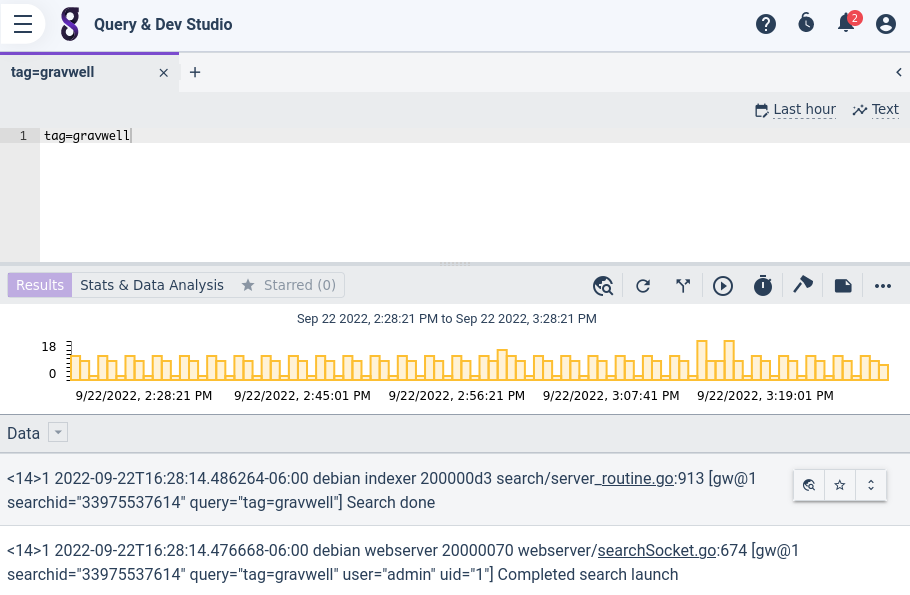 Query & Dev Studio
2
tag=gravwell
Last hour
Text
1 tag=gravwell
Results
Stats & Data Analysis
Starred (0)
Sep 22 2022, 2:28:21 PM to Sep 22 2022, 3:28:21 PM
18
0
9/22/2022, 2:28:21 PM 9/22/2022, 2:45:01 PM 9/22/2022, 2:56:21 PM 9/22/2022, 3:07:41 PM 9/22/2022, 3:19:01 PM
Data
<14>1 2022-09-22T16:28:14.486264-06:00 debian indexer 200000d3 search/server_routine.go:913 [gw@1
searchid="33975537614" query="tag=gravwell"] Search done
<14>1 2022-09-22T16:28:14.476668-06:00 debian webserver 20000070 webserver/searchSocket.go:674 [gw@1
searchid="33975537614" query="tag=gravwell" user="admin" uid="1"] Completed search launch